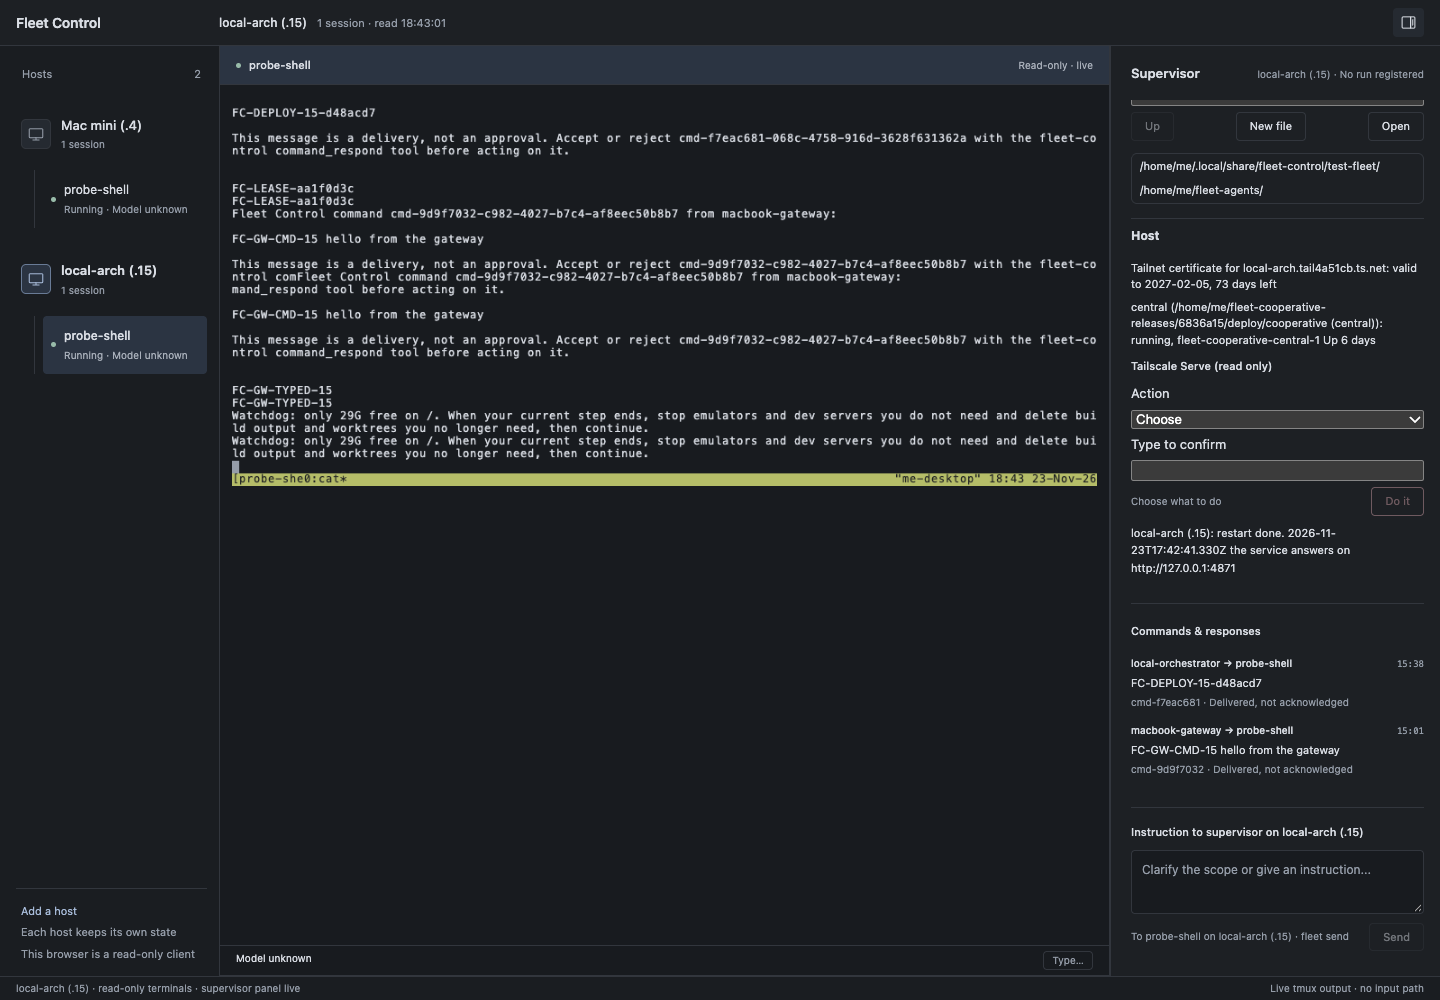 Fleet Control
local-arch (.15) 1 session · read 18:43:01
Hosts 2
Mac mini (.4)
1 session
probe-shell
Running · Model unknown
local-arch (.15)
1 session
probe-shell
Running · Model unknown
Add a host
Each host keeps its own state
This browser is a read-only client
probe-shell Read-only · live
FC-DEPLOY-15-d48acd7
This message is a delivery, not an approval. Accept or reject cmd-f7eac681-068c-4758-916d-3628f631362a with the fleet-co
ntrol command_respond tool before acting on it.
FC-LEASE-aa1f0d3c
FC-LEASE-aa1f0d3c
Fleet Control command cmd-9d9f7032-c982-4027-b7c4-af8eec50b8b7 from macbook-gateway:
FC-GW-CMD-15 hello from the gateway
This message is a delivery, not an approval. Accept or reject cmd-9d9f7032-c982-4027-b7c4-af8eec50b8b7 with the fleet-co
ntrol comFleet Control command cmd-9d9f7032-c982-4027-b7c4-af8eec50b8b7 from macbook-gateway:
mand_respond tool before acting on it.
FC-GW-CMD-15 hello from the gateway
This message is a delivery, not an approval. Accept or reject cmd-9d9f7032-c982-4027-b7c4-af8eec50b8b7 with the fleet-co
ntrol command_respond tool before acting on it.
FC-GW-TYPED-15
FC-GW-TYPED-15
Watchdog: only 29G free on /. When your current step ends, stop emulators and dev servers you do not need and delete bui
ld output and worktrees you no longer need, then continue.
Watchdog: only 29G free on /. When your current step ends, stop emulators and dev servers you do not need and delete bui
ld output and worktrees you no longer need, then continue.
[probe-she0:cat* "me-desktop" 18:43 23-Nov-26
Model unknown Type...
Supervisor local-arch (.15) · No run registered
Up New file Open
/home/me/.local/share/fleet-control/test-fleet/
/home/me/fleet-agents/
Host
Tailnet certificate for local-arch.tail4a51cb.ts.net: valid
to 2027-02-05, 73 days left
central (/home/me/fleet-cooperative-
releases/6836a15/deploy/cooperative (central)):
running, fleet-cooperative-central-1 Up 6 days
Tailscale Serve (read only)
Action
Choose
Type to confirm
Choose what to do Do it
local-arch (.15): restart done. 2026-11-
23T17:42:41.330Z the service answers on
http://127.0.0.1:4871
Commands & responses
local-orchestrator → probe-shell 15:38
FC-DEPLOY-15-d48acd7
cmd-f7eac681 · Delivered, not acknowledged
macbook-gateway → probe-shell 15:01
FC-GW-CMD-15 hello from the gateway
cmd-9d9f7032 · Delivered, not acknowledged
Instruction to supervisor on local-arch (.15)
Clarify the scope or give an instruction...
To probe-shell on local-arch (.15) · fleet send Send
local-arch (.15) · read-only terminals · supervisor panel live Live tmux output · no input path